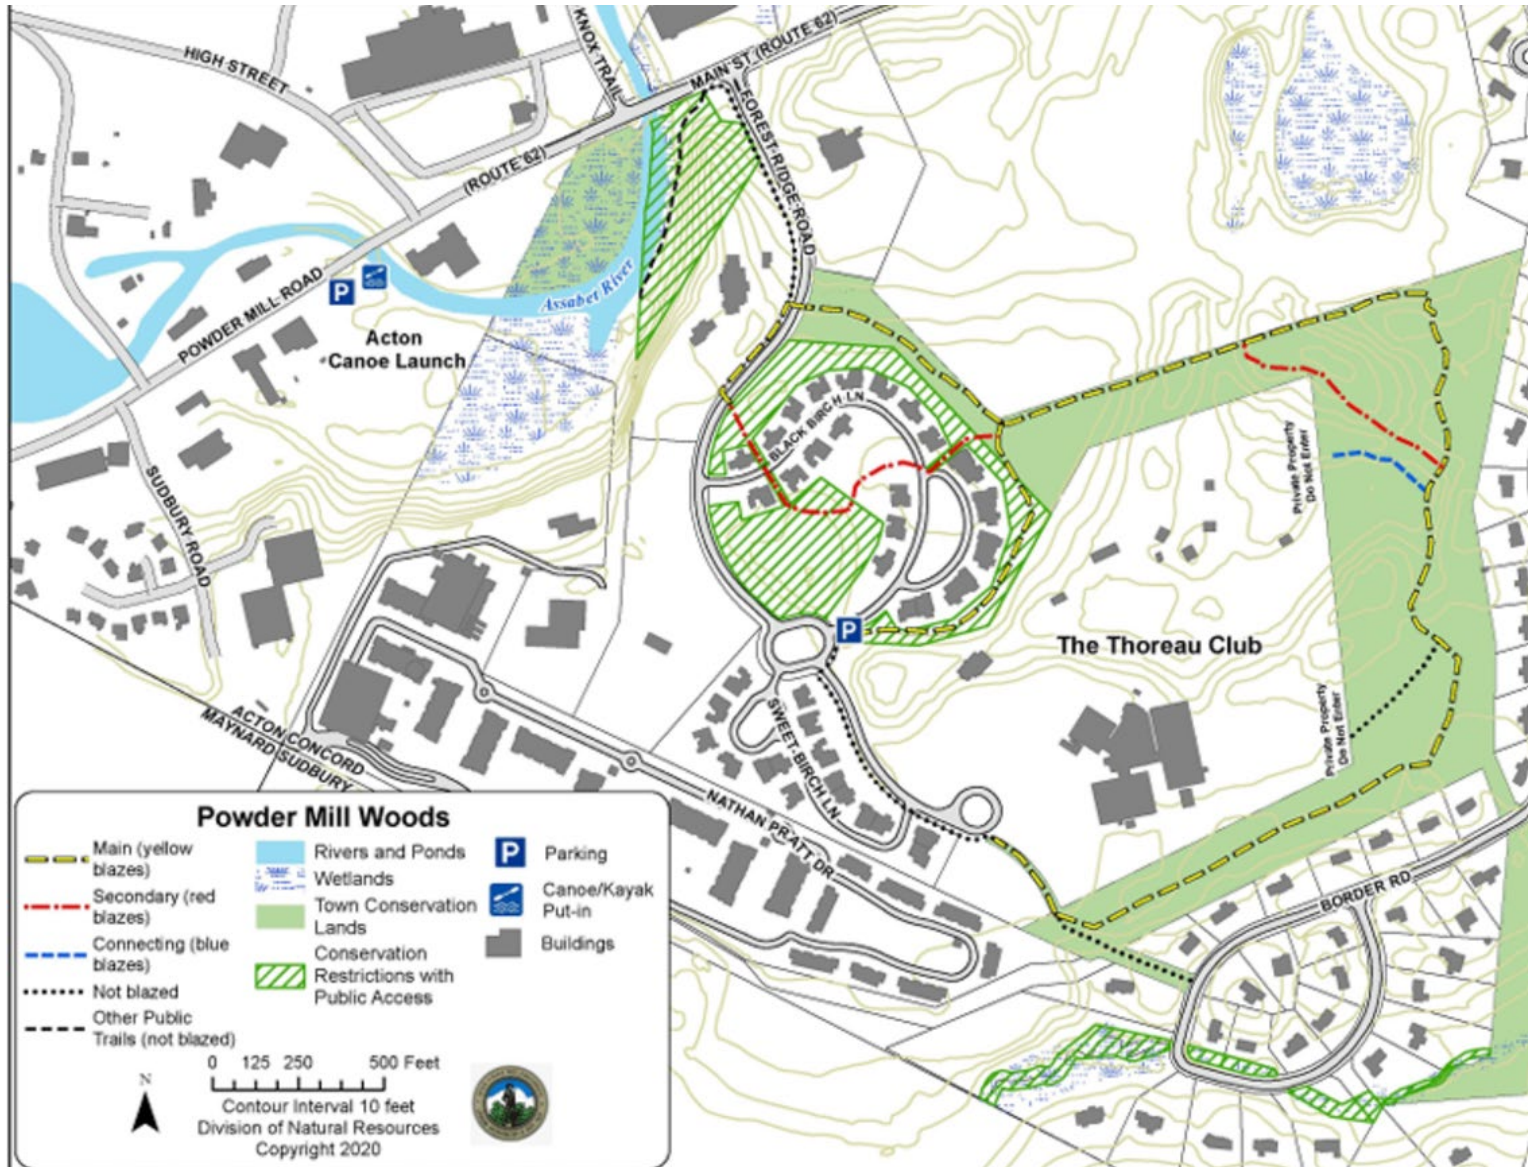 HIGH STREET
KNOX TRAIL
MAIN ST (ROUTE 62)
(ROUTE 62)
FOREST RIDGE ROAD
Assabet River
P
POWDER MILL ROAD
Acton
Canoe Launch
BLACK BIRCH LN
SUDBURY ROAD
Private Property
Do Not Enter
P
The Thoreau Club
Private Property
Do Not Enter
SWEET BIRCH LN
ACTON CONCORD
MAYNARD SUDBURY
NATHAN PRATT DR
BORDER RD
Powder Mill Woods
Main (yellow
blazes)
Secondary (red
blazes)
Connecting (blue
blazes)
Not blazed
Other Public
Trails (not blazed)
Rivers and Ponds
Wetlands
Town Conservation
Lands
Conservation
Restrictions with
Public Access
P Parking
Canoe/Kayak
Put-in
Buildings
0 125 250 500 Feet
N
Contour Interval 10 feet
Division of Natural Resources
Copyright 2020